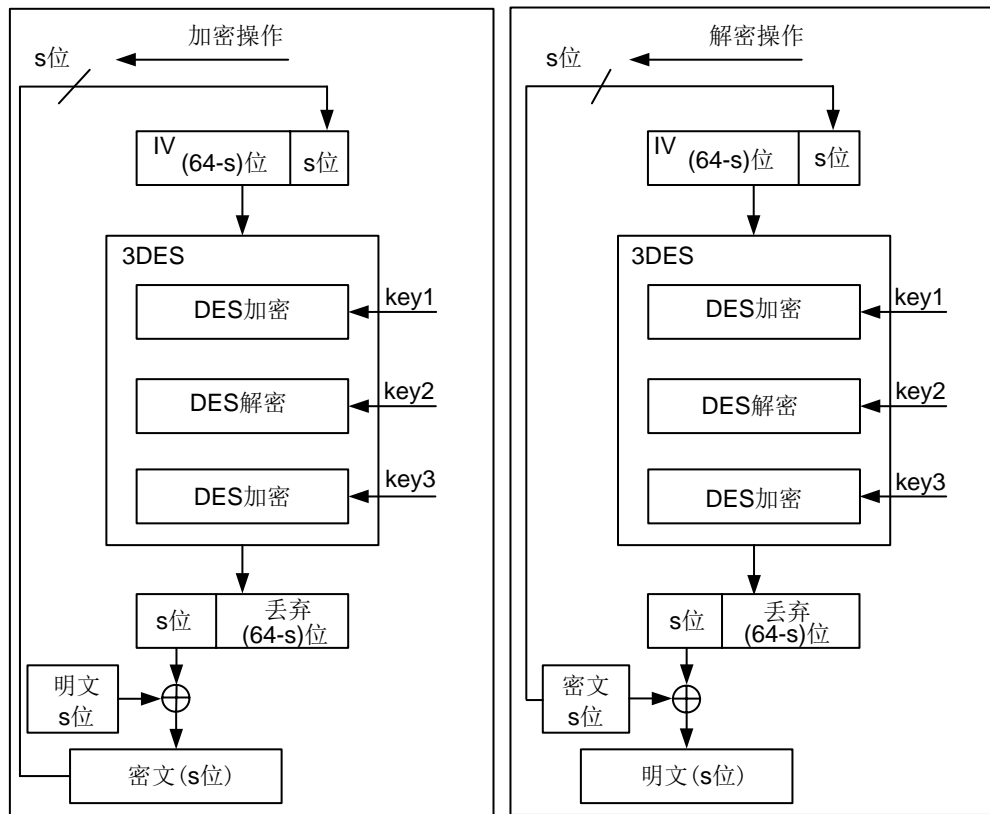 加密操作
s位
IV
(64-s)位
s位
3DES
DES加密
key1
DES解密
key2
DES加密
key3
s位
丢弃
(64-s)位
明文
s位
密文(s位)
解密操作
s位
IV
(64-s)位
s位
3DES
DES加密
key1
DES解密
key2
DES加密
key3
s位
丢弃
(64-s)位
密文
s位
明文(s位)